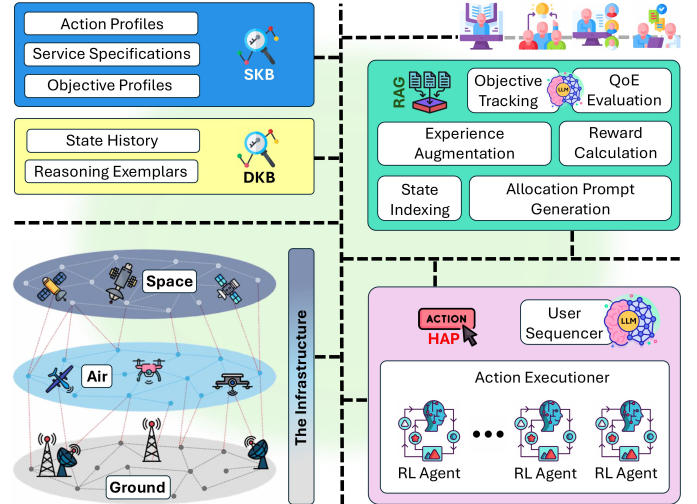 Action Profiles
Service Specifications
Objective Profiles
SKB
State History
Reasoning Exemplars
DKB
RAG
Objective
Tracking
LLM
QoE
Evaluation
Experience
Augmentation
Reward
Calculation
State
Indexing
Allocation Prompt
Generation
Space
Air
Ground
The Infrastructure
ACTION
HAP
User
Sequencer
LLM
Action Executioner
RL Agent
RL Agent
RL Agent